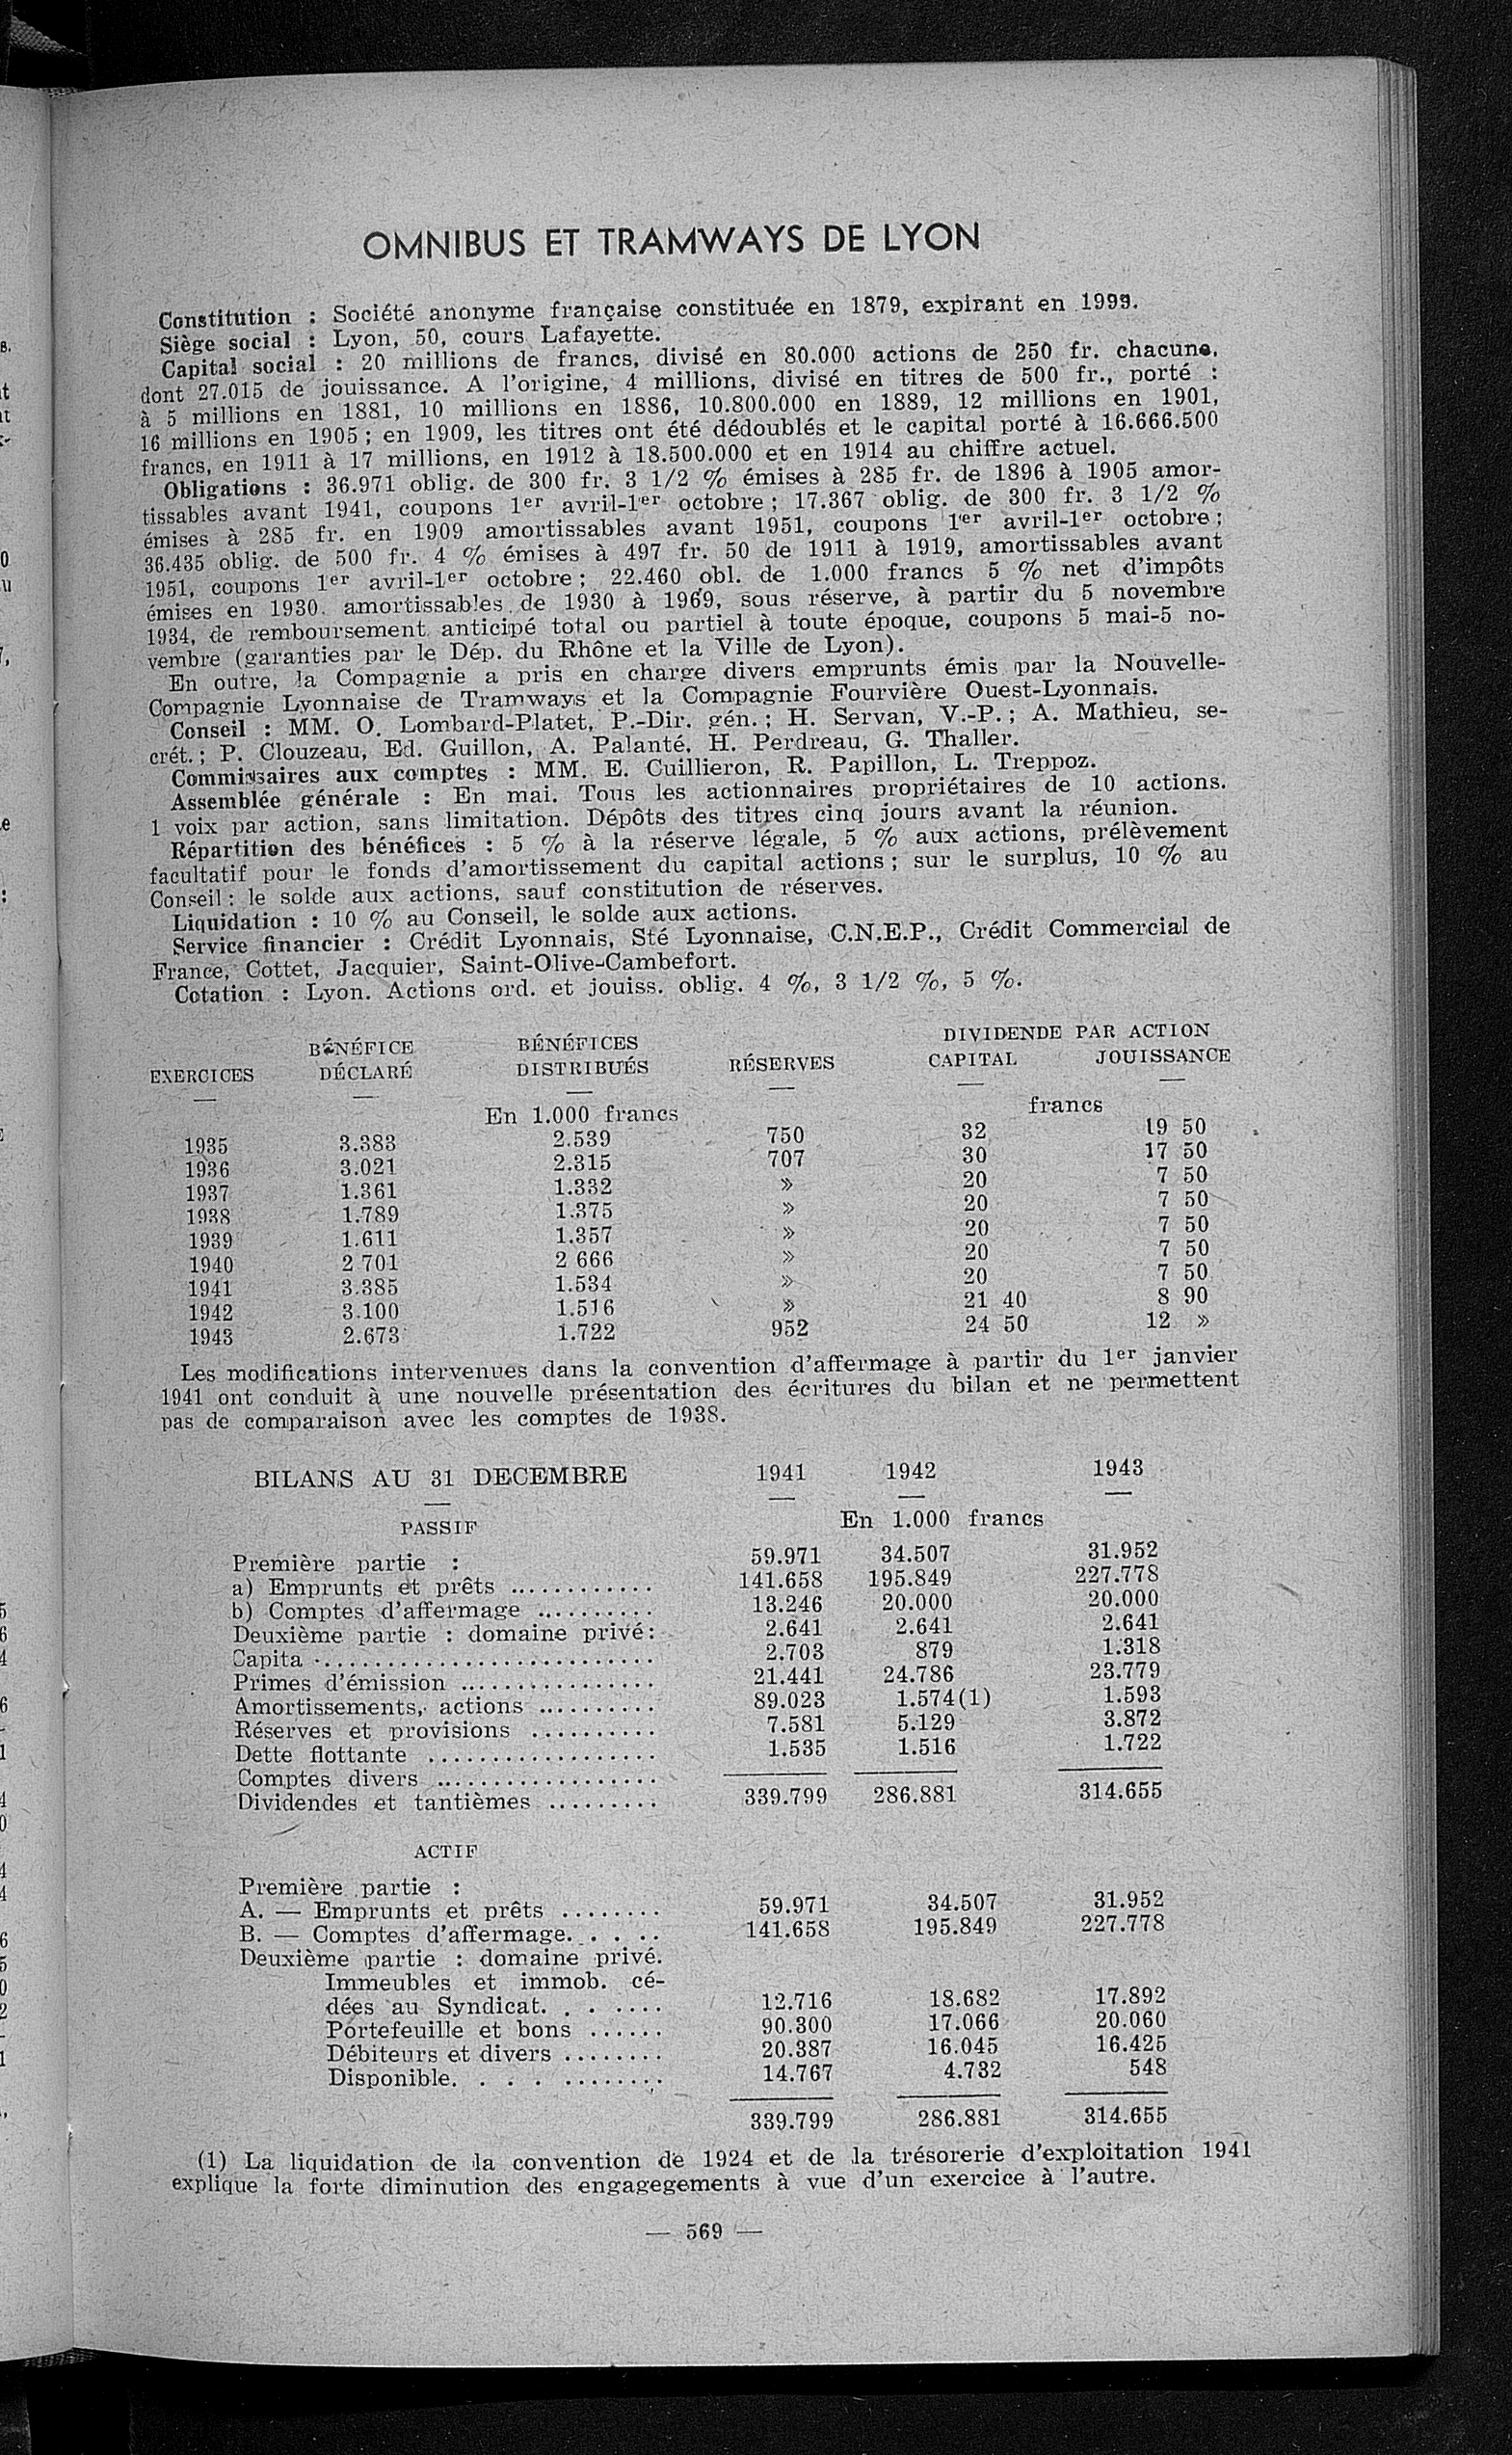 OMNIBUS ET TRAMWAYS DE LYON
Constitution : Société anonyme française constituée en 1879, expirant en 1999.
Siège social : Lyon, 50, cours Lafayette.
Capital social : 20 millions de francs, divisé en 80.000 actions de 250 fr. chacune,
dont 27.015 de jouissance. A l'origine, 4 millions, divisé en titres de 500 fr., porté :
à 5 millions en 1881, 10 millions en 1886, 10.800.000 en 1889, 12 millions en 1901,
16 millions en 1905 ; en 1909, les titres ont été dédoublés et le capital porté à 16.666.500
francs, en 1911 à 17 millions, en 1912 à 18.500.000 et en 1914 au chiffre actuel.
Obligations : 36.971 oblig. de 300 fr. 3 1/2 % émises à 285 fr. de 1896 à 1905 amor-
tissables avant 1941, coupons 1er avril-1er octobre ; 17.367 oblig. de 300 fr. 3 1/2 %
émises à 285 fr. en 1909 amortissables avant 1951, coupons 1er avril-1er octobre ;
36.435 oblig. de 500 fr. 4 % émises à 497 fr. 50 de 1911 à 1919, amortissables avant
1951, coupons 1er avril-1er octobre ; 22.460 obl. de 1.000 francs 5 % net d'impôts
émises en 1930, amortissables de 1930 à 1969, sous réserve, à partir du 5 novembre
1934, de remboursement anticipé total ou partiel à toute époque, coupons 5 mai-5 no-
vembre (garanties par le Dép. du Rhône et la Ville de Lyon).
En outre, la Compagnie a pris en charge divers emprunts émis par la Nouvelle-
Compagnie Lyonnaise de Tramways et la Compagnie Fourvière Ouest-Lyonnais.
Conseil : MM. O. Lombard-Platet, P.-Dir. gén. ; H. Servan, V.-P. ; A. Mathieu, se-
crét. ; P. Clouzeau, Ed. Guillon, A. Palanté, H. Perdreau, G. Thaller.
Commissaires aux comptes : MM. E. Cuillieron, R. Papillon, L. Treppoz.
Assemblée générale : En mai. Tous les actionnaires propriétaires de 10 actions.
1 voix par action, sans limitation. Dépôts des titres cinq jours avant la réunion.
Répartition des bénéfices : 5 % à la réserve légale, 5 % aux actions, prélèvement
facultatif pour le fonds d'amortissement du capital actions ; sur le surplus, 10 % au
Conseil : le solde aux actions, sauf constitution de réserves.
Liquidation : 10 % au Conseil, le solde aux actions.
Service financier : Crédit Lyonnais, Sté Lyonnaise, C.N.E.P., Crédit Commercial de
France, Cottet, Jacquier, Saint-Olive-Cambefort.
Cotation : Lyon. Actions ord. et jouiss. oblig. 4 %, 3 1/2 %, 5 %.
DIVIDENDE PAR ACTION
BÉNÉFICE BÉNÉFICES
EXERCICES DÉCLARÉ DISTRIBUÉS RÉSERVES CAPITAL JOUISSANCE
En 1.000 francs francs
1935 3.383 2.539 750 32 19 50
1936 3.021 2.315 707 30 17 50
1937 1.361 1.332 » 20 7 50
1938 1.789 1.375 » 20 7 50
1939 1.611 1.357 » 20 7 50
1940 2 701 2 666 » 20 7 50
1941 3.385 1.534 » 20 7 50
1942 3.100 1.516 » 21 40 8 90
1943 2.673 1.722 952 24 50 12 »
Les modifications intervenues dans la convention d'affermage à partir du 1er janvier
1941 ont conduit à une nouvelle présentation des écritures du bilan et ne permettent
pas de comparaison avec les comptes de 1938.
BILANS AU 31 DECEMBRE 1941 1942 1943
PASSIF En 1.000 francs
Première partie : 59.971 34.507 31.952
a) Emprunts et prêts ............ 141.658 195.849 227.778
b) Comptes d'affermage .......... 13.246 20.000 20.000
Deuxième partie : domaine privé : 2.641 2.641 2.641
Capita ........................... 2.703 879 1.318
Primes d'émission ................ 21.441 24.786 23.779
Amortissements, actions .......... 89.023 1.574(1) 1.593
Réserves et provisions .......... 7.581 5.129 3.872
Dette flottante .................. 1.535 1.516 1.722
Comptes divers ..................
Dividendes et tantièmes ......... 339.799 286.881 314.655
ACTIF
Première partie :
A. — Emprunts et prêts ........ 59.971 34.507 31.952
B. — Comptes d'affermage. . . .. 141.658 195.849 227.778
Deuxième partie : domaine privé.
Immeubles et immob. cé-
dées au Syndicat. . . ..... 12.716 18.682 17.892
Portefeuille et bons ...... 90.300 17.066 20.060
Débiteurs et divers ........ 20.387 16.045 16.425
Disponible. . . . ......... 14.767 4.732 548
339.799 286.881 314.655
(1) La liquidation de la convention de 1924 et de la trésorerie d'exploitation 1941
explique la forte diminution des engagegements à vue d'un exercice à l'autre.
— 569 —